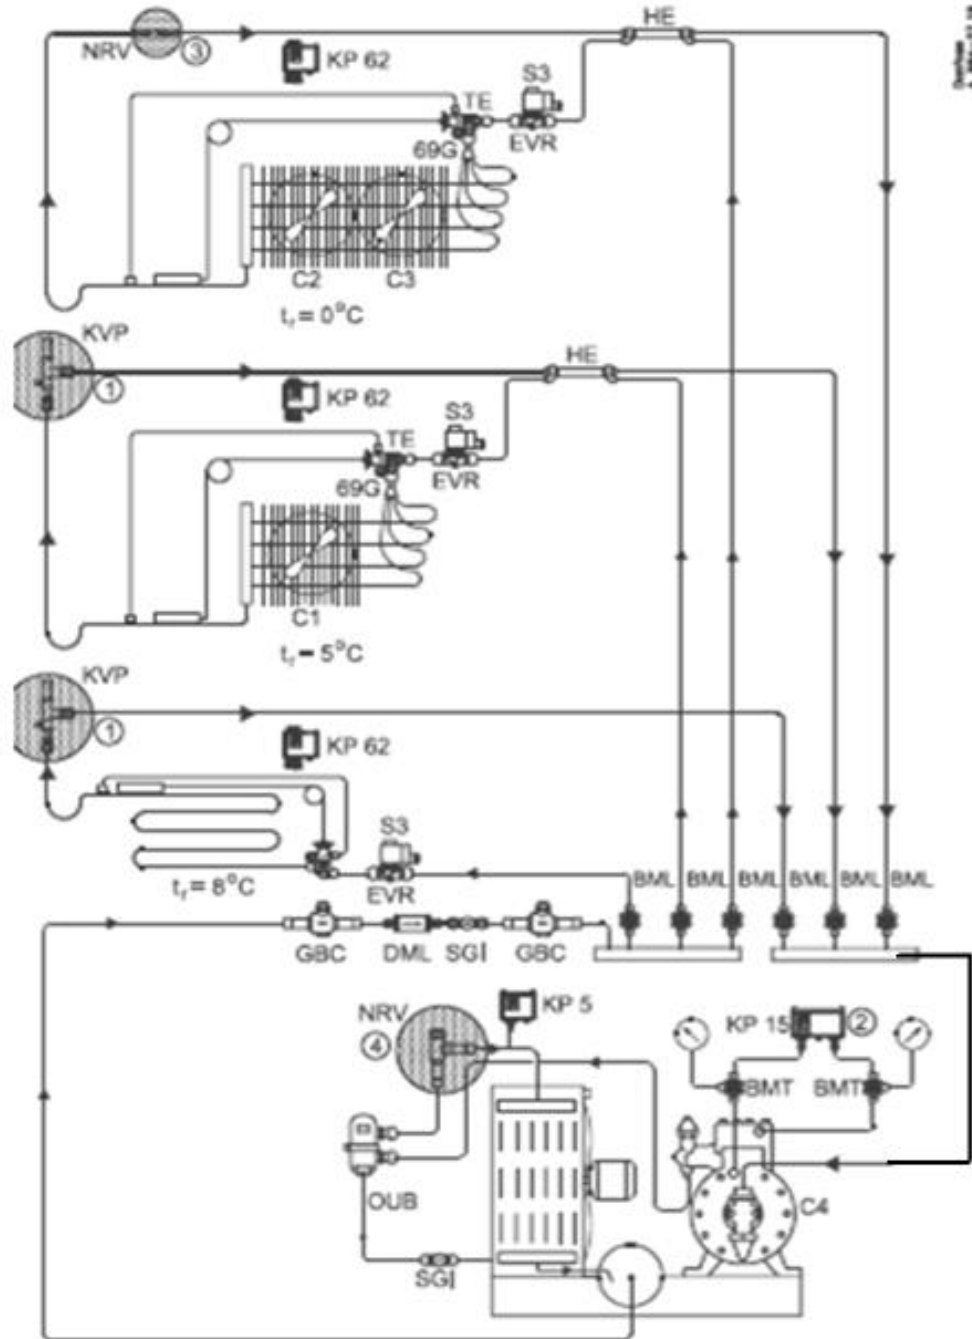 HE
NRV ③
KP 62
S3
TE
EVR
69G
C2 C3
tᵣ = 0°C
KVP
HE
①
KP 62
S3
TE
EVR
69G
C1
tᵣ = 5°C
KVP
①
KP 62
S3
tᵣ = 8°C
EVR
BML BML BML BML BML BML
GBC DML SGI GBC
NRV
KP 5
④
KP 15 ②
BMT BMT
OUB
C4
SGI